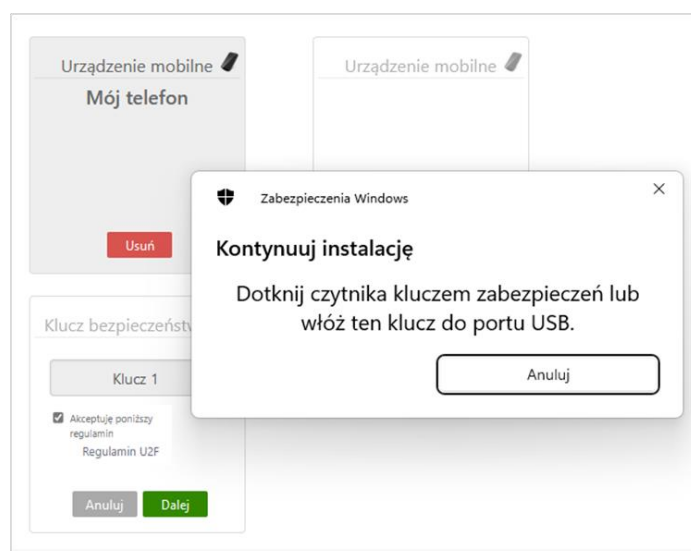 Urządzenie mobilne
Mój telefon
Usuń
Urządzenie mobilne
Zabezpieczenia Windows
Kontynuuj instalację
Dotknij czytnika kluczem zabezpieczeń lub
włóż ten klucz do portu USB.
Anuluj
Klucz
Klucz 1
Akceptuję poniższy
regulamin
Regulamin U2F
Anuluj
Dalej